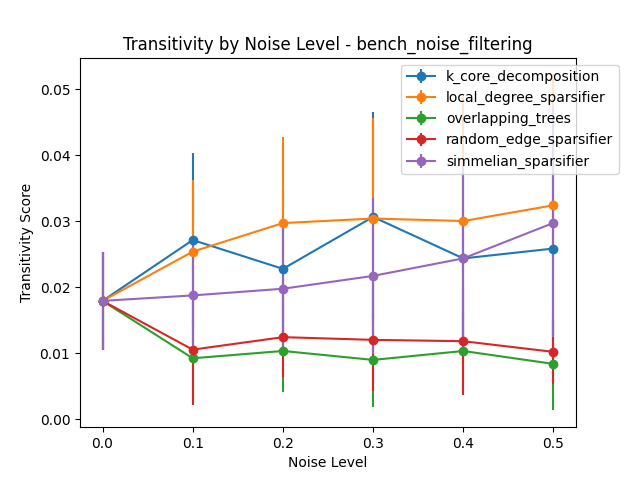 Transitivity by Noise Level - bench_noise_filtering
k_core_decomposition
local_degree_sparsifier
overlapping_trees
random_edge_sparsifier
simmelian_sparsifier
Transitivity Score
0.05
0.04
0.03
0.02
0.01
0.00
0.0 0.1 0.2 0.3 0.4 0.5
Noise Level